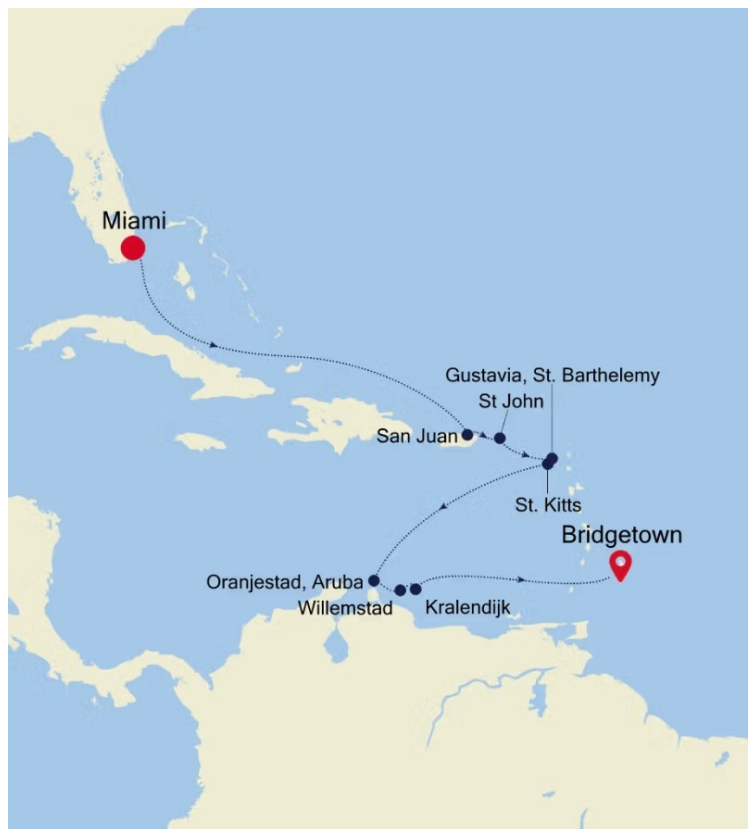 Miami
Gustavia, St. Barthelemy
St John
San Juan
St. Kitts
Bridgetown
Oranjestad, Aruba
Willemstad
Kralendijk